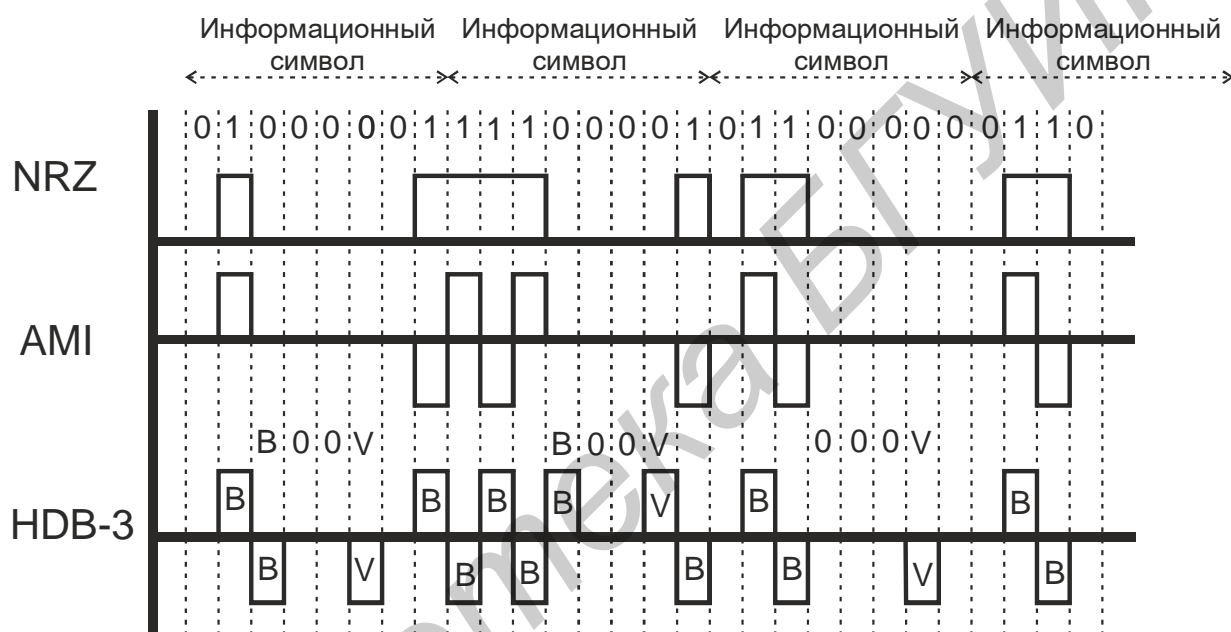 Информационный Информационный Информационный Информационный
символ символ символ символ
0 1 0 0 0 0 0 1 1 1 1 0 0 0 0 1 0 1 1 0 0 0 0 0 0 1 1 0
NRZ
AMI
B 0 0 V B 0 0 V 0 0 0 V
B B B B V B B
HDB-3
B V B B B B V B
отека БГУИ